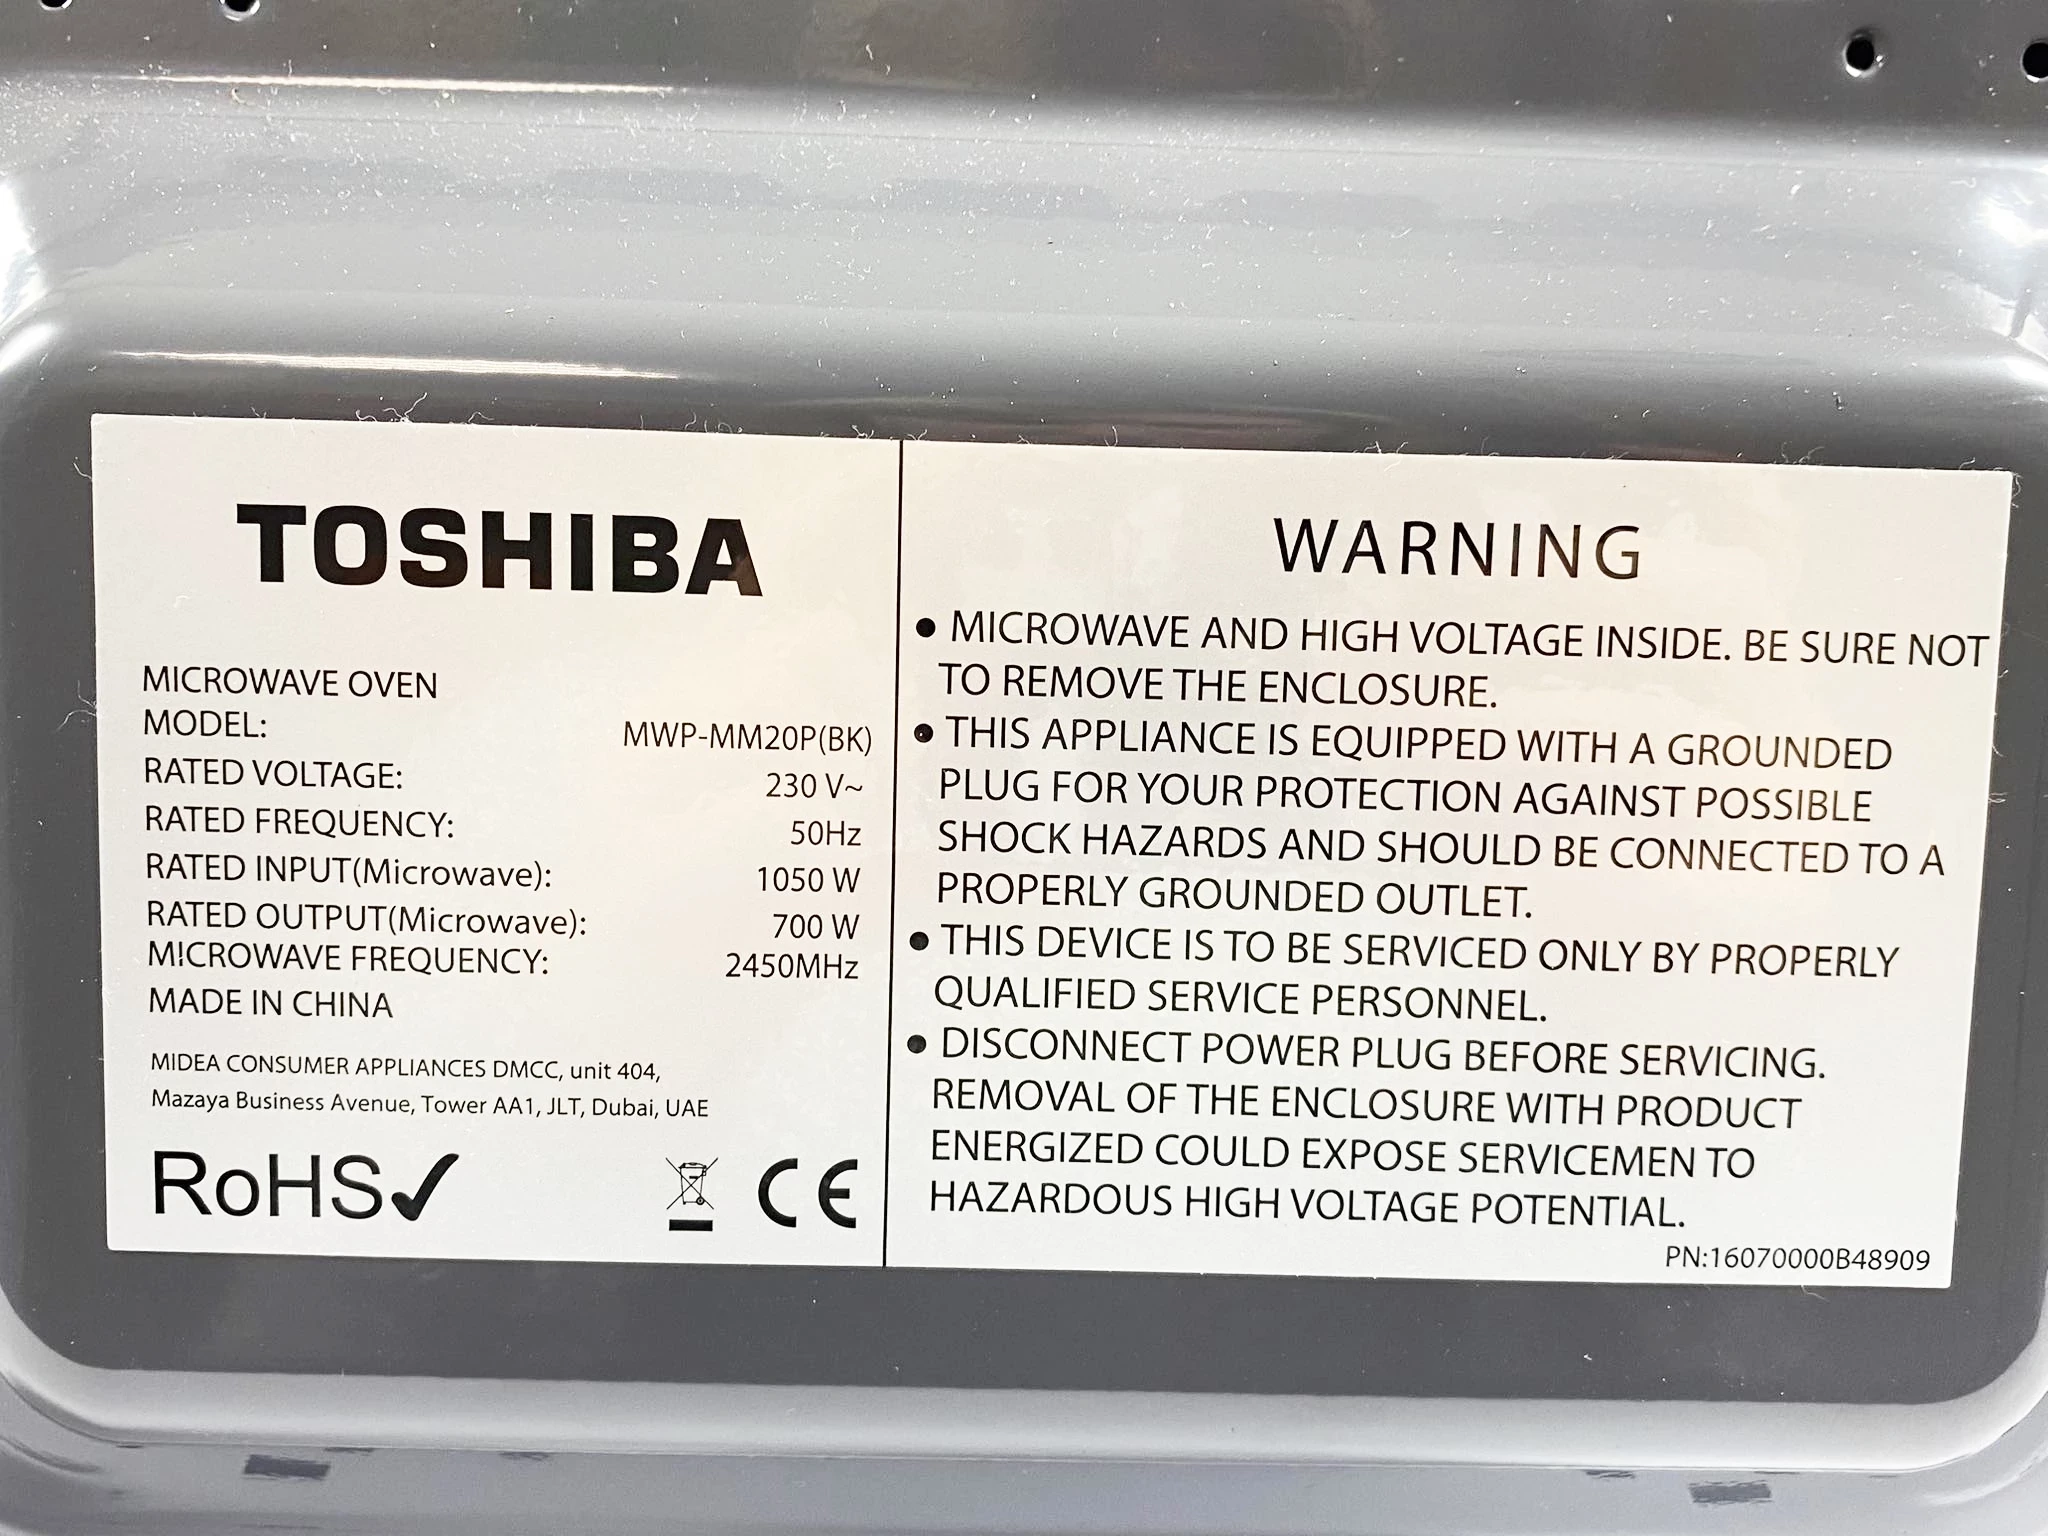 TOSHIBA
MICROWAVE OVEN
MODEL: MWP-MM20P(BK)
RATED VOLTAGE: 230 V~
RATED FREQUENCY: 50Hz
RATED INPUT(Microwave): 1050 W
RATED OUTPUT(Microwave): 700 W
MICROWAVE FREQUENCY: 2450MHz
MADE IN CHINA
MIDEA CONSUMER APPLIANCES DMCC, unit 404,
Mazaya Business Avenue, Tower AA1, JLT, Dubai, UAE
RoHS✓
CE
WARNING
• MICROWAVE AND HIGH VOLTAGE INSIDE. BE SURE NOT
TO REMOVE THE ENCLOSURE.
• THIS APPLIANCE IS EQUIPPED WITH A GROUNDED
PLUG FOR YOUR PROTECTION AGAINST POSSIBLE
SHOCK HAZARDS AND SHOULD BE CONNECTED TO A
PROPERLY GROUNDED OUTLET.
• THIS DEVICE IS TO BE SERVICED ONLY BY PROPERLY
QUALIFIED SERVICE PERSONNEL.
• DISCONNECT POWER PLUG BEFORE SERVICING.
REMOVAL OF THE ENCLOSURE WITH PRODUCT
ENERGIZED COULD EXPOSE SERVICEMEN TO
HAZARDOUS HIGH VOLTAGE POTENTIAL.
PN:16070000B48909